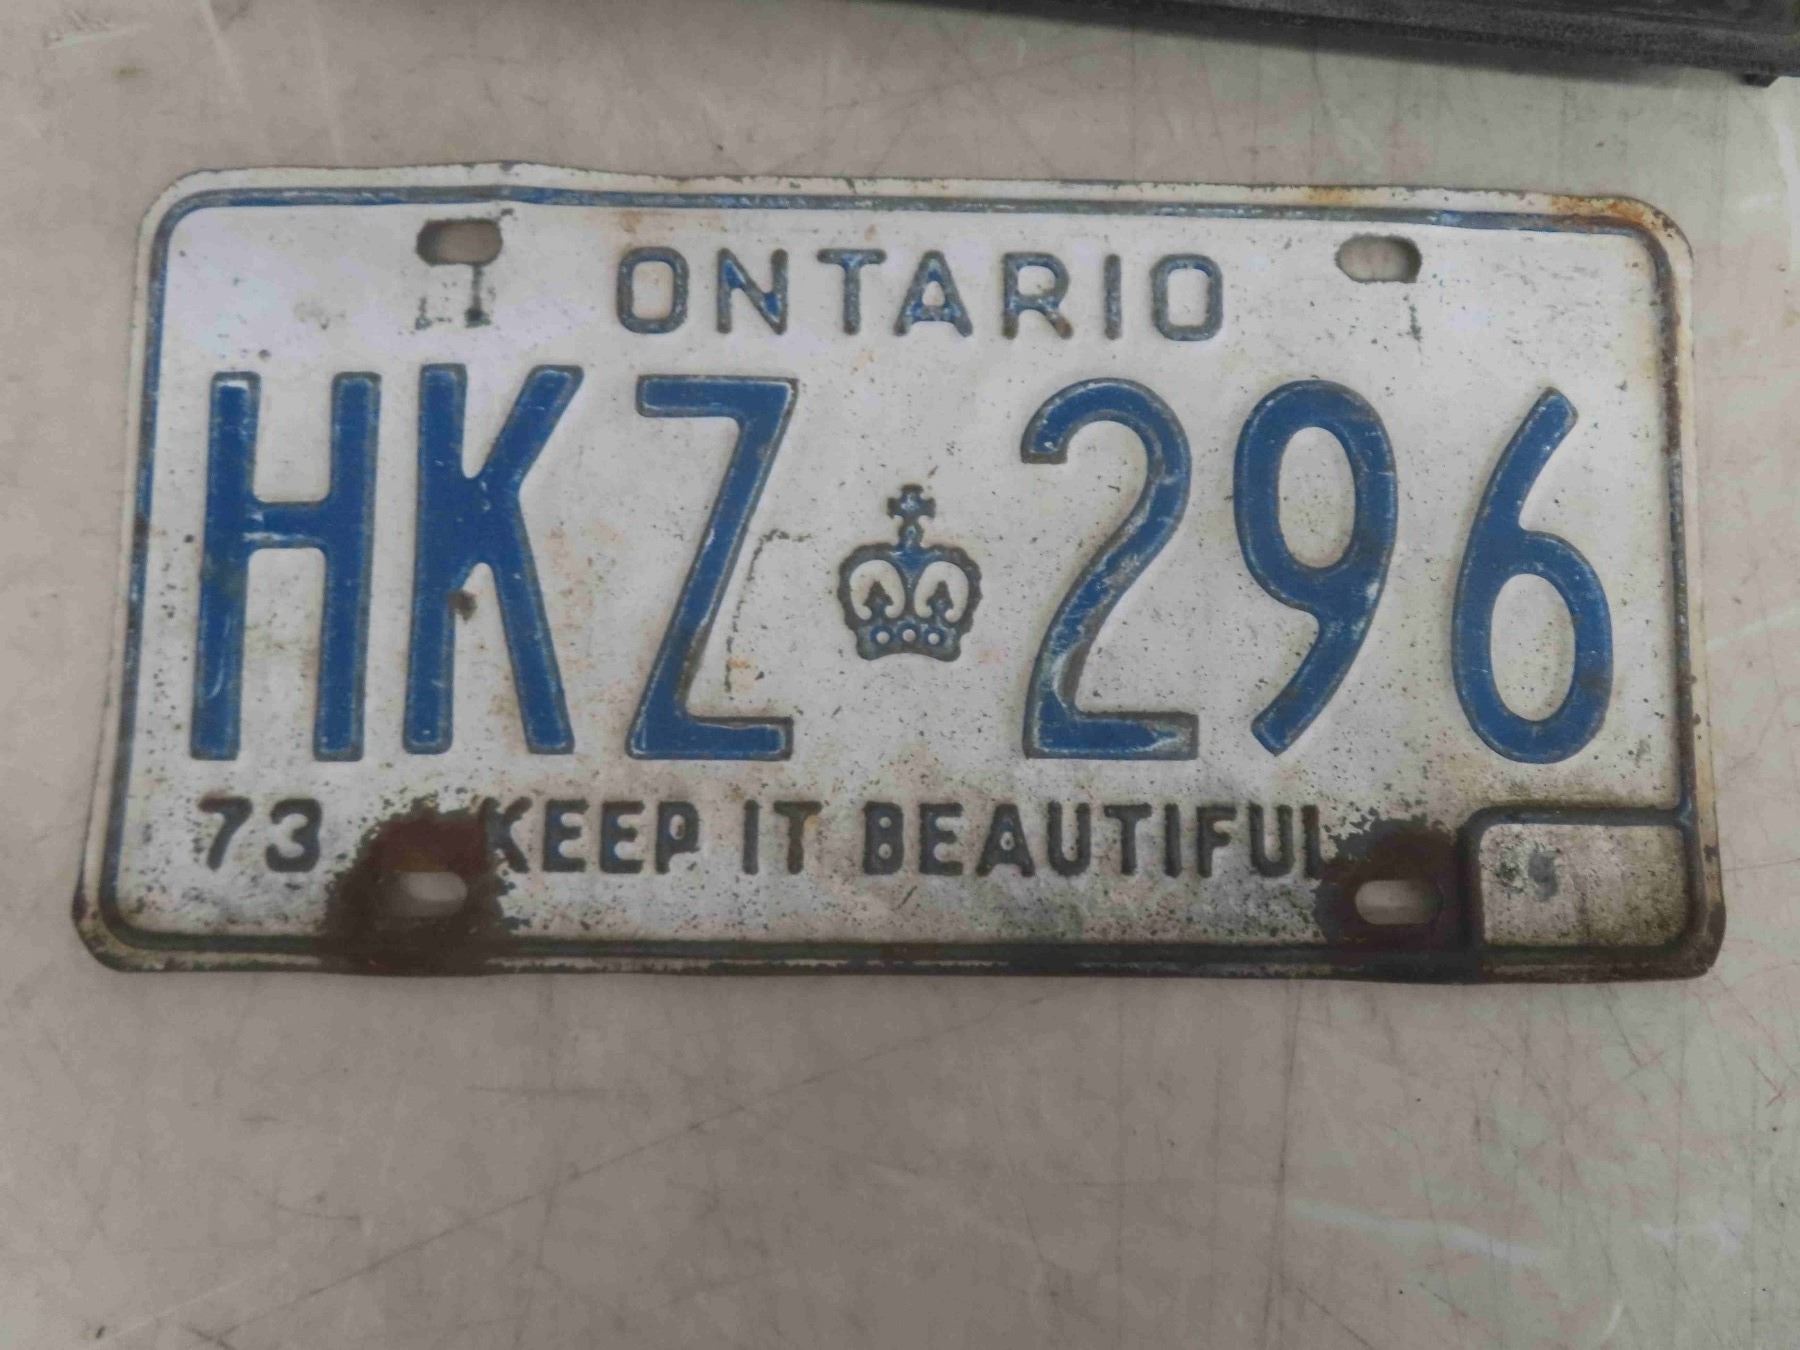 ONTARIO
HKZ 296
73 KEEP IT BEAUTIFUL